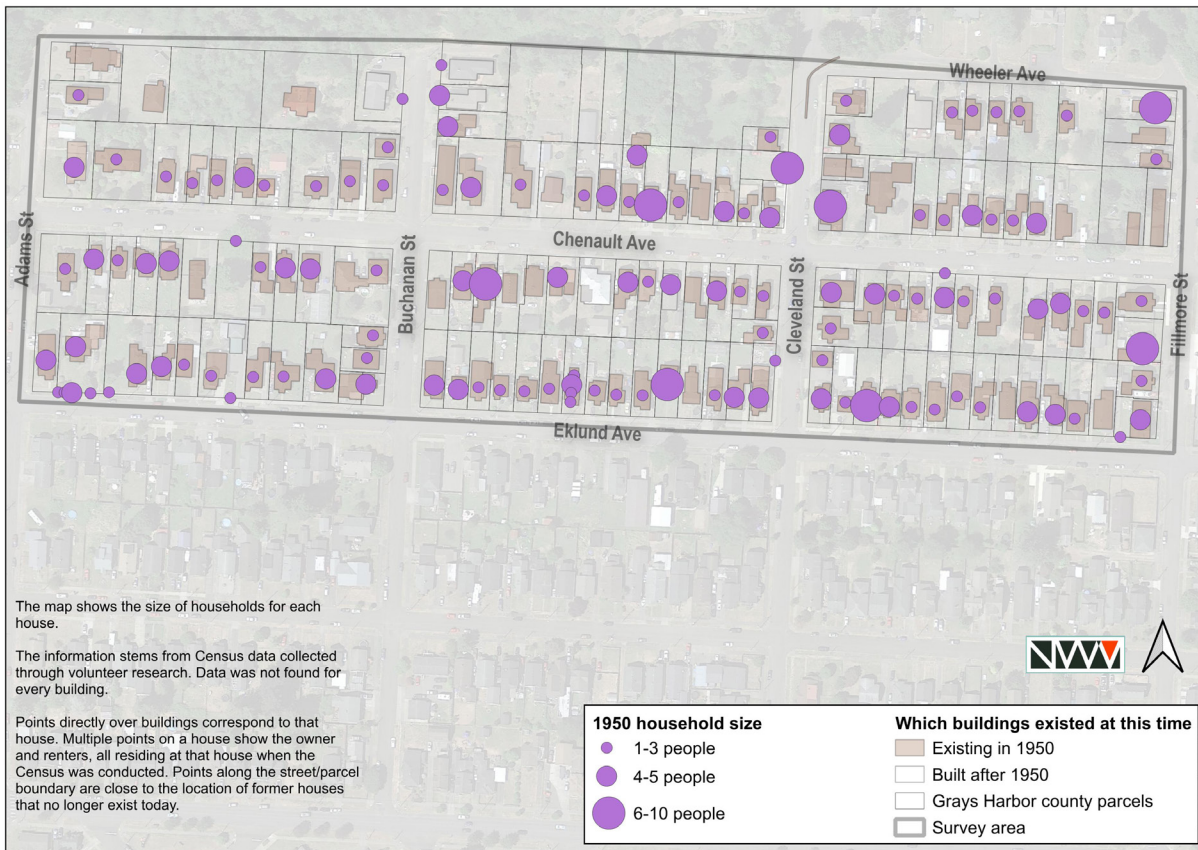 Wheeler Ave
Adams St
Chenault Ave
Buchanan St
Cleveland St
Fillmore St
Eklund Ave
The map shows the size of households for each
house.
The information stems from Census data collected
through volunteer research. Data was not found for
every building.
Points directly over buildings correspond to that
house. Multiple points on a house show the owner
and renters, all residing at that house when the
Census was conducted. Points along the street/parcel
boundary are close to the location of former houses
that no longer exist today.
NWV
1950 household size
1-3 people
4-5 people
6-10 people
Which buildings existed at this time
Existing in 1950
Built after 1950
Grays Harbor county parcels
Survey area